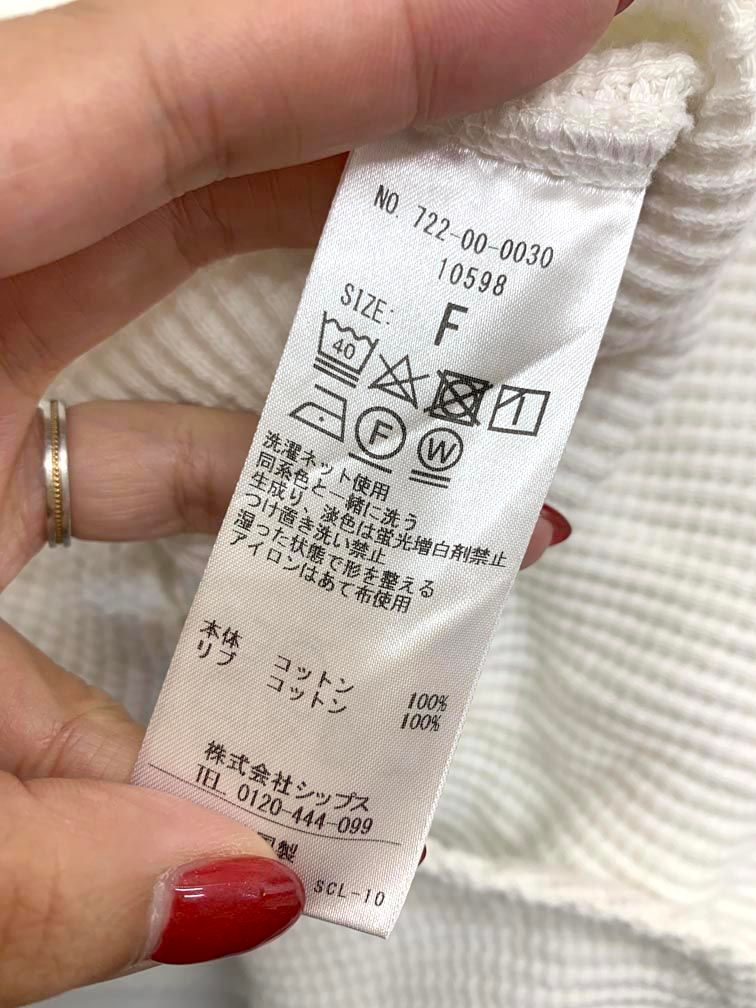 NO. 722-00-0030
10598
SIZE: F
40
F W
洗濯ネット使用
同系色と一緒に洗う
生成り、淡色は蛍光増白剤禁止
つけ置き洗い禁止
湿った状態で形を整える
アイロンはあて布使用
本体 コットン 100%
リブ コットン 100%
株式会社シップス
TEL. 0120-444-099
国製
SCL-10